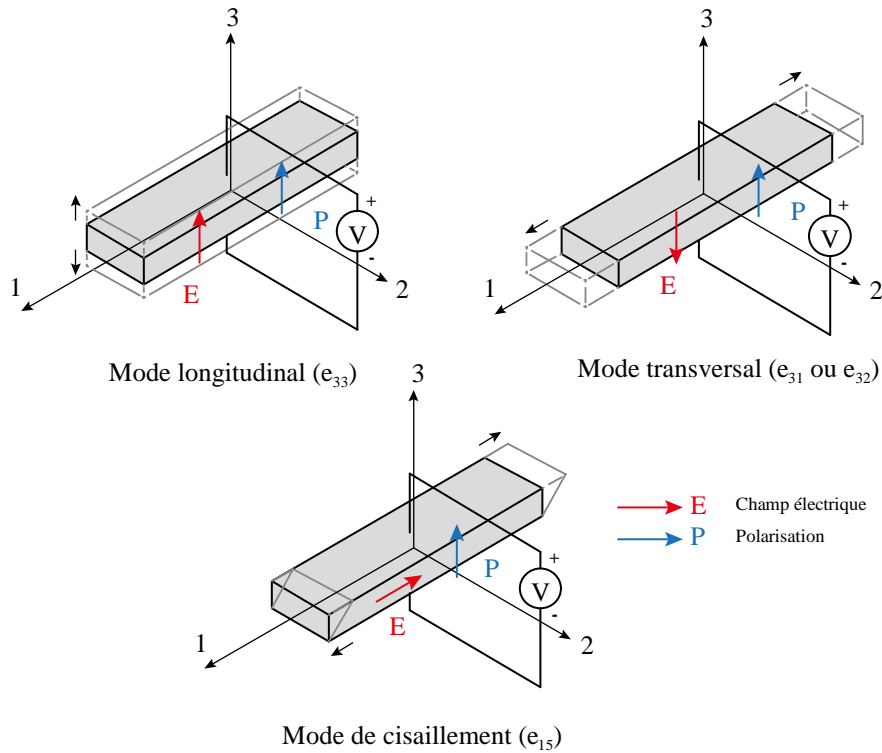 3
P
+
V
-
E
1
2
Mode longitudinal (e33)
3
P
+
V
-
E
1
2
Mode transversal (e31 ou e32)
3
P
+
V
-
E
1
2
Mode de cisaillement (e15)
E Champ électrique
P Polarisation